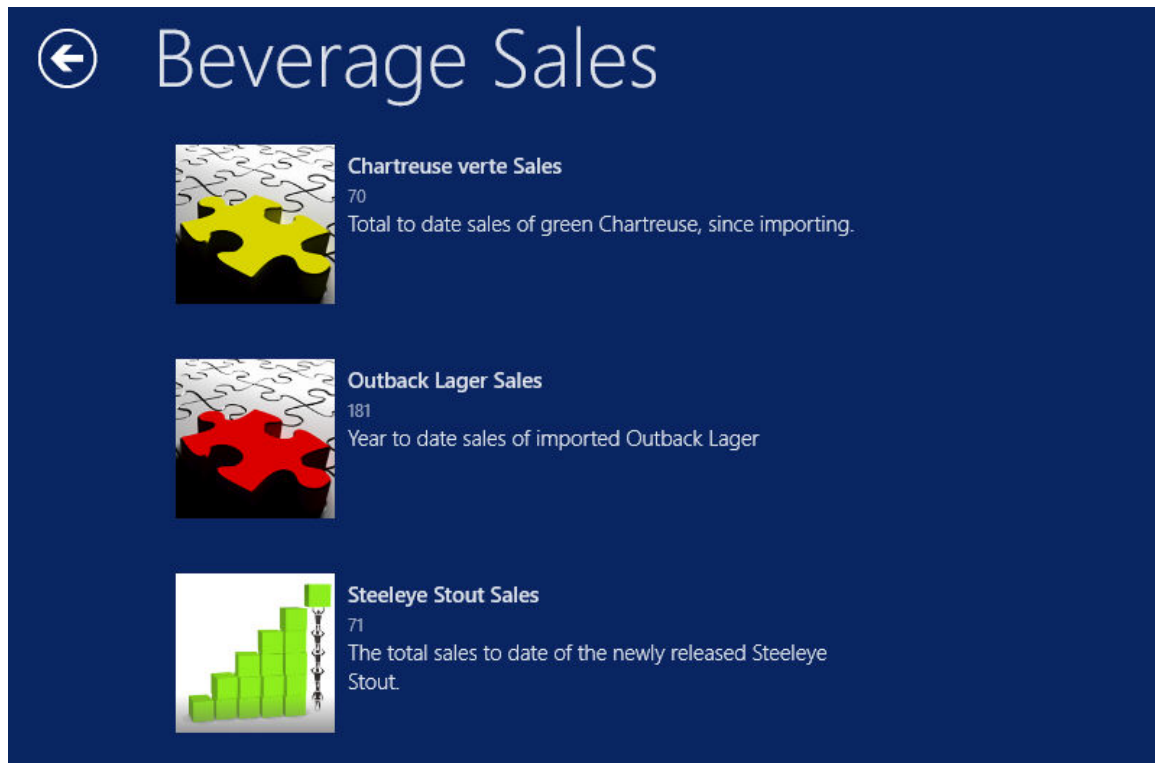 Beverage Sales
Chartreuse verte Sales
70
Total to date sales of green Chartreuse, since importing.
Outback Lager Sales
181
Year to date sales of imported Outback Lager
Steeleye Stout Sales
71
The total sales to date of the newly released Steeleye
Stout.